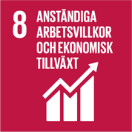 8 ANSTÄNDIGA
ARBETSVILLKOR
OCH EKONOMISK
TILLVÄXT